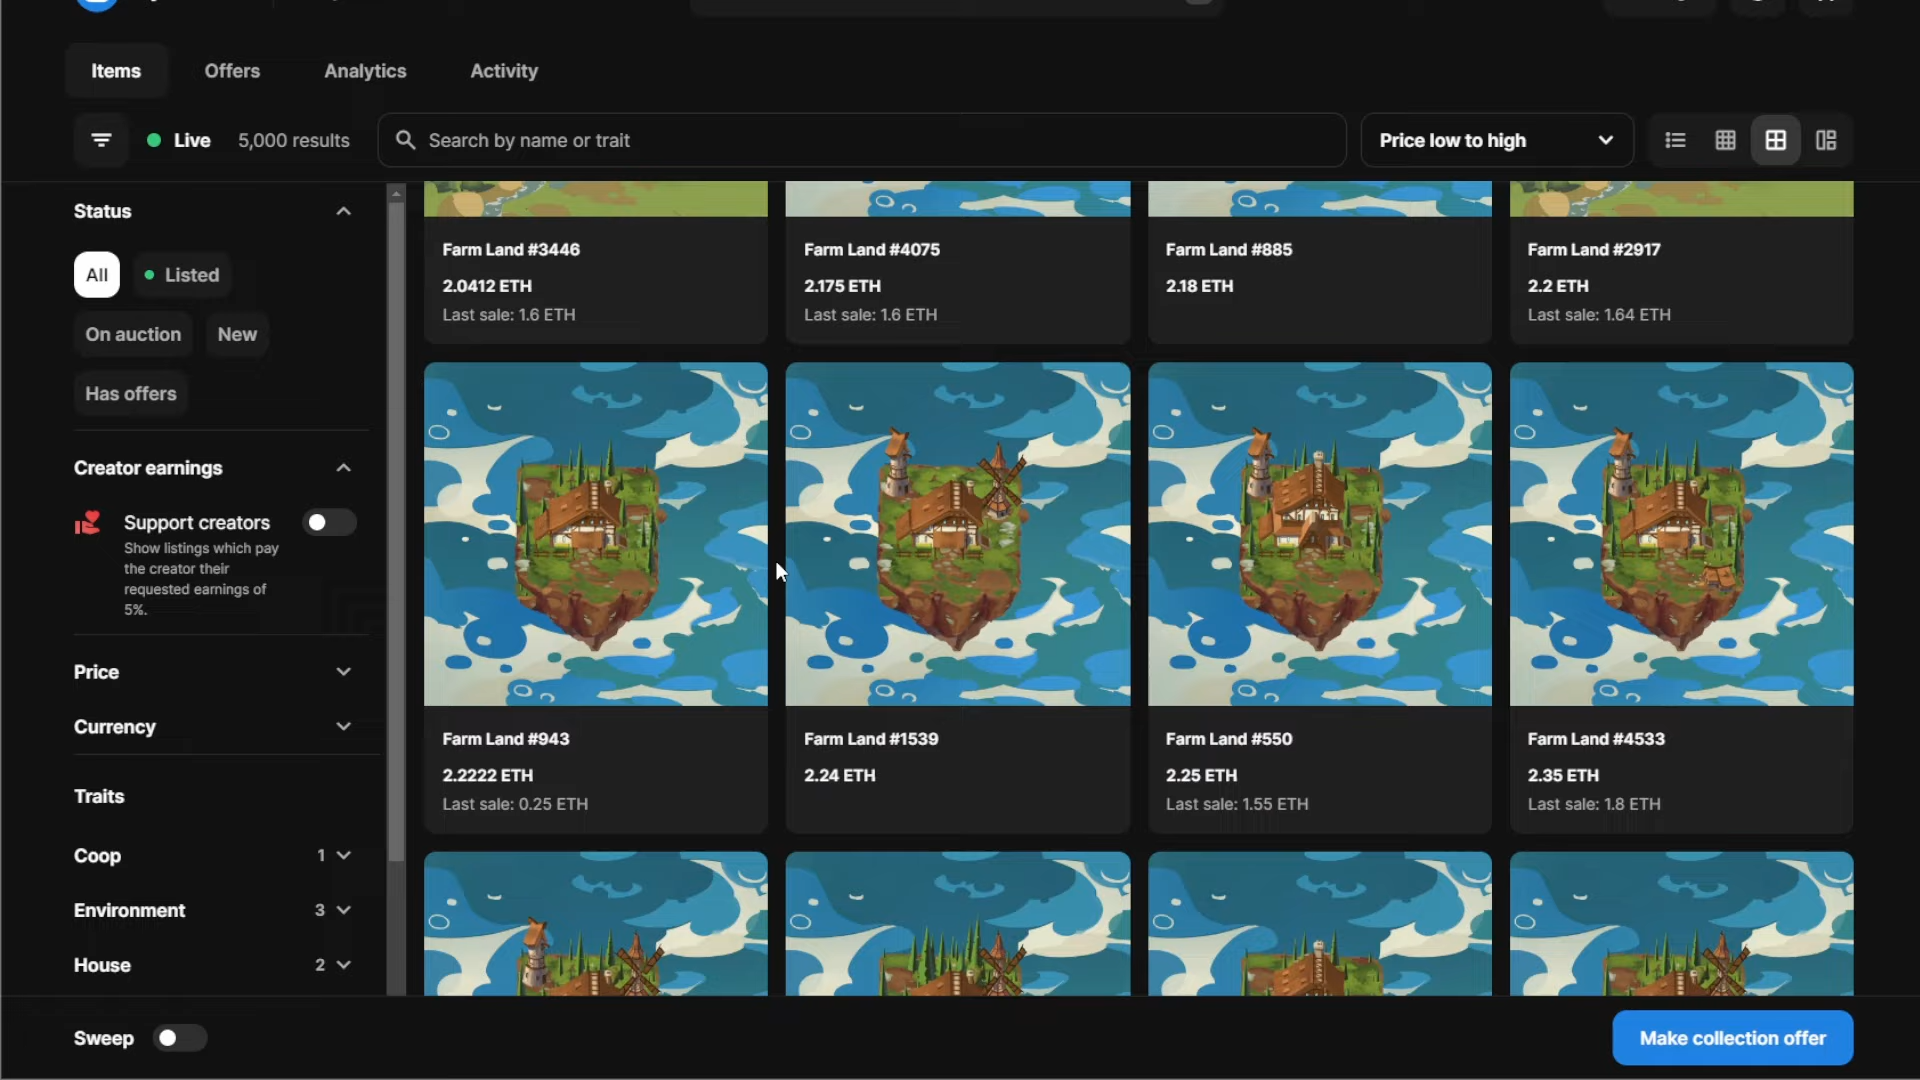 Items
Offers
Analytics
Activity
Live
5,000 results
Search by name or trait
Price low to high
Status
All
Listed
On auction
New
Has offers
Creator earnings
Support creators
Show listings which pay
the creator their
requested earnings of
5%.
Price
Currency
Traits
Coop
1
Environment
3
House
2
Farm Land #3446
2.0412 ETH
Last sale: 1.6 ETH
Farm Land #4075
2.175 ETH
Last sale: 1.6 ETH
Farm Land #885
2.18 ETH
Farm Land #2917
2.2 ETH
Last sale: 1.64 ETH
Farm Land #943
2.2222 ETH
Last sale: 0.25 ETH
Farm Land #1539
2.24 ETH
Farm Land #550
2.25 ETH
Last sale: 1.55 ETH
Farm Land #4533
2.35 ETH
Last sale: 1.8 ETH
Sweep
Make collection offer